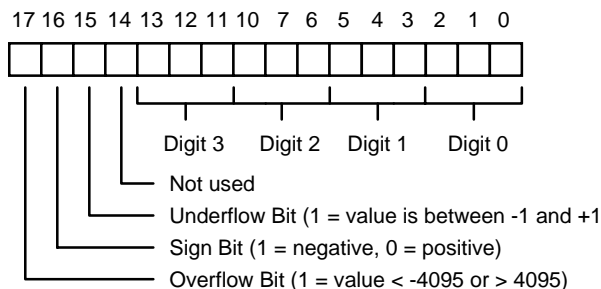 17 16 15 14 13 12 11 10 7 6 5 4 3 2 1 0
Digit 3 Digit 2 Digit 1 Digit 0
Not used
Underflow Bit (1 = value is between -1 and +1
Sign Bit (1 = negative, 0 = positive)
Overflow Bit (1 = value < -4095 or > 4095)